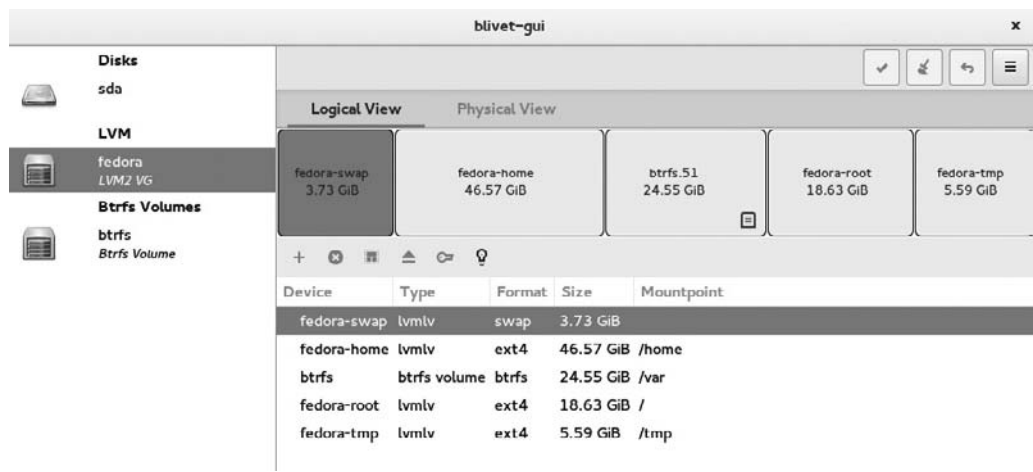 blivet-gui x
Disks
sda
LVM
fedora
LVM2 VG
Btrfs Volumes
btrfs
Btrfs Volume
Logical View Physical View
fedora-swap
3.73 GiB
fedora-home
46.57 GiB
btrfs.51
24.55 GiB
fedora-root
18.63 GiB
fedora-tmp
5.59 GiB
Device Type Format Size Mountpoint
fedora-swap lvmlv swap 3.73 GiB
fedora-home lvmlv ext4 46.57 GiB /home
btrfs btrfs volume btrfs 24.55 GiB /var
fedora-root lvmlv ext4 18.63 GiB /
fedora-tmp lvmlv ext4 5.59 GiB /tmp